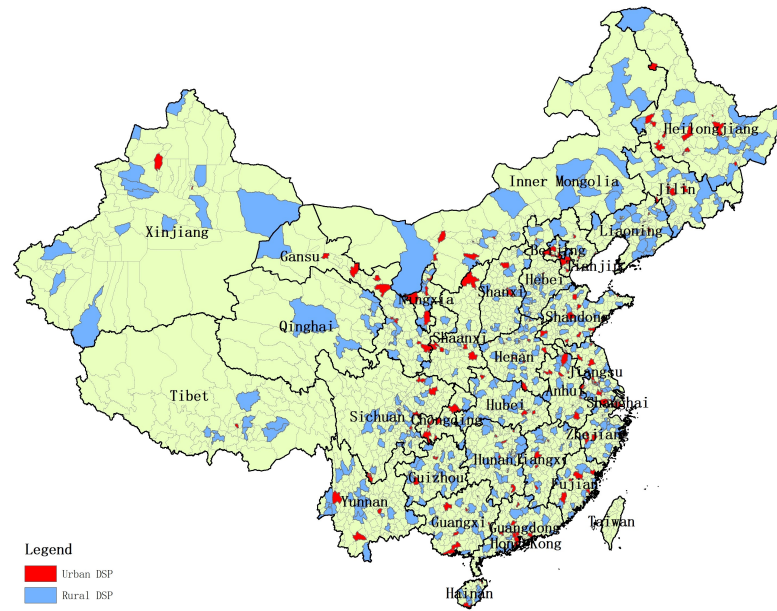 Heilongjiang
Inner Mongolia
Jilin
Xinjiang
Liaoning
Gansu
Beijing
Tianjin
Hebei
Ningxia
Shanxi
Qinghai
Shandong
Shaanxi
Henan
Jiangsu
Tibet
Anhui
Shanghai
Sichuan
Chongqing
Hubei
Zhejiang
Hunan
Jiangxi
Guizhou
Fujian
Yunnan
Guangxi
Guangdong
Taiwan
Hong Kong
Hainan
Legend
Urban DSP
Rural DSP